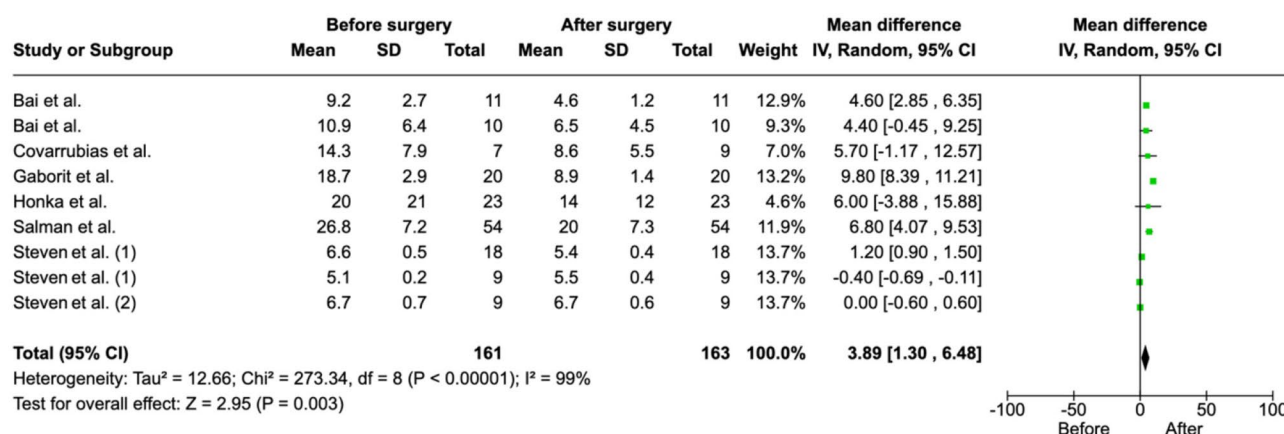 Before surgery After surgery Mean difference Mean difference
Study or Subgroup Mean SD Total Mean SD Total Weight IV, Random, 95% CI IV, Random, 95% CI
Bai et al. 9.2 2.7 11 4.6 1.2 11 12.9% 4.60 [2.85 , 6.35]
Bai et al. 10.9 6.4 10 6.5 4.5 10 9.3% 4.40 [-0.45 , 9.25]
Covarrubias et al. 14.3 7.9 7 8.6 5.5 9 7.0% 5.70 [-1.17 , 12.57]
Gaborit et al. 18.7 2.9 20 8.9 1.4 20 13.2% 9.80 [8.39 , 11.21]
Honka et al. 20 21 23 14 12 23 4.6% 6.00 [-3.88 , 15.88]
Salman et al. 26.8 7.2 54 20 7.3 54 11.9% 6.80 [4.07 , 9.53]
Steven et al. (1) 6.6 0.5 18 5.4 0.4 18 13.7% 1.20 [0.90 , 1.50]
Steven et al. (1) 5.1 0.2 9 5.5 0.4 9 13.7% -0.40 [-0.69 , -0.11]
Steven et al. (2) 6.7 0.7 9 6.7 0.6 9 13.7% 0.00 [-0.60 , 0.60]
Total (95% CI) 161 163 100.0% 3.89 [1.30 , 6.48]
Heterogeneity: Tau² = 12.66; Chi² = 273.34, df = 8 (P < 0.00001); I² = 99%
Test for overall effect: Z = 2.95 (P = 0.003)
-100 -50 0 50 100
Before After